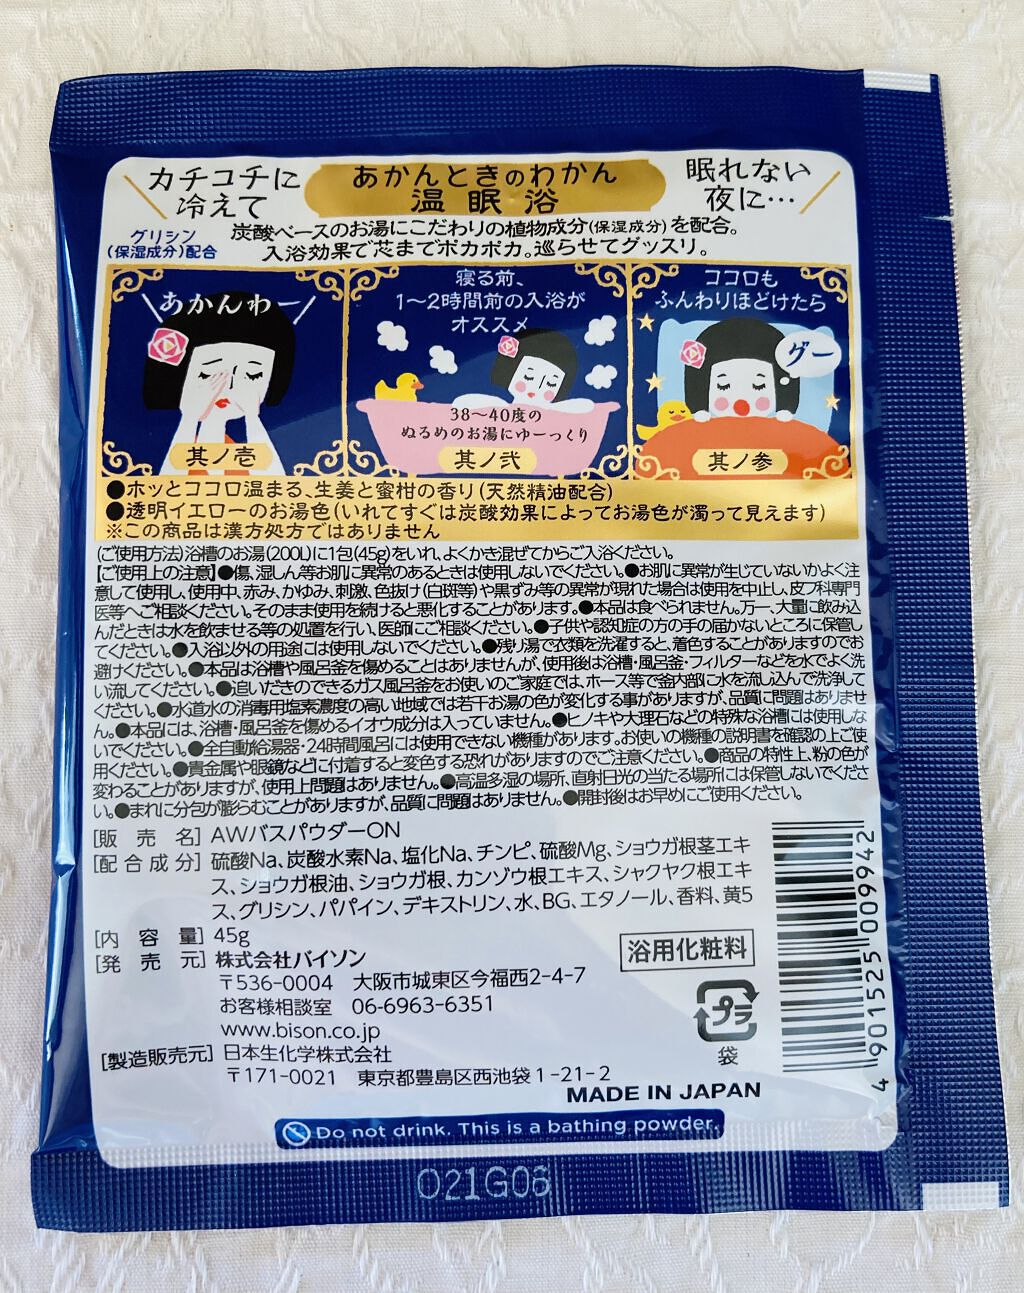 カチコチに
冷えて
あかんときのわかん
温眠浴
眠れない
夜に…
グリシン
(保湿成分)配合
炭酸ベースのお湯にこだわりの植物成分(保湿成分)を配合。
入浴効果で芯までポカポカ。巡らせてグッスリ。
あかんわー
其ノ壱
寝る前、
1〜2時間前の入浴が
オススメ
38〜40度の
ぬるめのお湯にゆーっくり
其ノ弐
ココロも
ふんわりほどけたら
グー
其ノ参
●ホッとココロ温まる、生姜と蜜柑の香り(天然精油配合)
●透明イエローのお湯色(いれてすぐは炭酸効果によってお湯色が濁って見えます)
※この商品は漢方処方ではありません
(ご使用方法)浴槽のお湯(200L)に1包(45g)をいれ、よくかき混ぜてからご入浴ください。
【ご使用上の注意】●傷、湿しん等お肌に異常のあるときは使用しないでください。●お肌に異常が生じていないかよく注
意して使用し、使用中、赤み、かゆみ、刺激、色抜け(白斑等)や黒ずみ等の異常が現れた場合は使用を中止し、皮フ科専門
医等へご相談ください。そのまま使用を続けると悪化することがあります。●本品は食べられません。万一、大量に飲み込
んだときは水を飲ませる等の処置を行い、医師にご相談ください。●子供や認知症の方の手の届かないところに保管し
てください。●入浴以外の用途には使用しないでください。●残り湯で衣類を洗濯すると、着色することがありますのでお
避けください。●本品は浴槽や風呂釜を傷めることはありませんが、使用後は浴槽・風呂釜・フィルターなどを水でよく洗
い流してください。●追いだきのできるガス風呂釜をお使いのご家庭では、ホース等で釜内部に水を流し込んで洗浄して
ください。●水道水の消毒用塩素濃度の高い地域では若干お湯の色が変化する事がありますが、品質に問題はありませ
ん。●本品には、浴槽・風呂釜を傷めるイオウ成分は入っていません。●ヒノキや大理石などの特殊な浴槽には使用しな
いでください。●全自動給湯器・24時間風呂には使用できない機種があります。お使いの機種の説明書を確認の上ご使
用ください。●貴金属や眼鏡などに付着すると変色する恐れがありますのでご注意ください。●商品の特性上、粉の色が
変わることがありますが、使用上問題はありません。●高温多湿の場所、直射日光の当たる場所には保管しないでくださ
い。●まれに分包が膨らむことがありますが、品質に問題はありません。●開封後はお早めにご使用ください。
[販売名] AWバスパウダーON
[配合成分] 硫酸Na、炭酸水素Na、塩化Na、チンピ、硫酸Mg、ショウガ根茎エキ
ス、ショウガ根油、ショウガ根、カンゾウ根エキス、シャクヤク根エキ
ス、グリシン、パパイン、デキストリン、水、BG、エタノール、香料、黄5
[内容量] 45g
[発売元] 株式会社バイソン
〒536-0004 大阪市城東区今福西2-4-7
お客様相談室 06-6963-6351
www.bison.co.jp
[製造販売元] 日本生化学株式会社
〒171-0021 東京都豊島区西池袋1-21-2
浴用化粧料
プラ
袋
4 901525 009942
MADE IN JAPAN
Do not drink. This is a bathing powder.
021G08